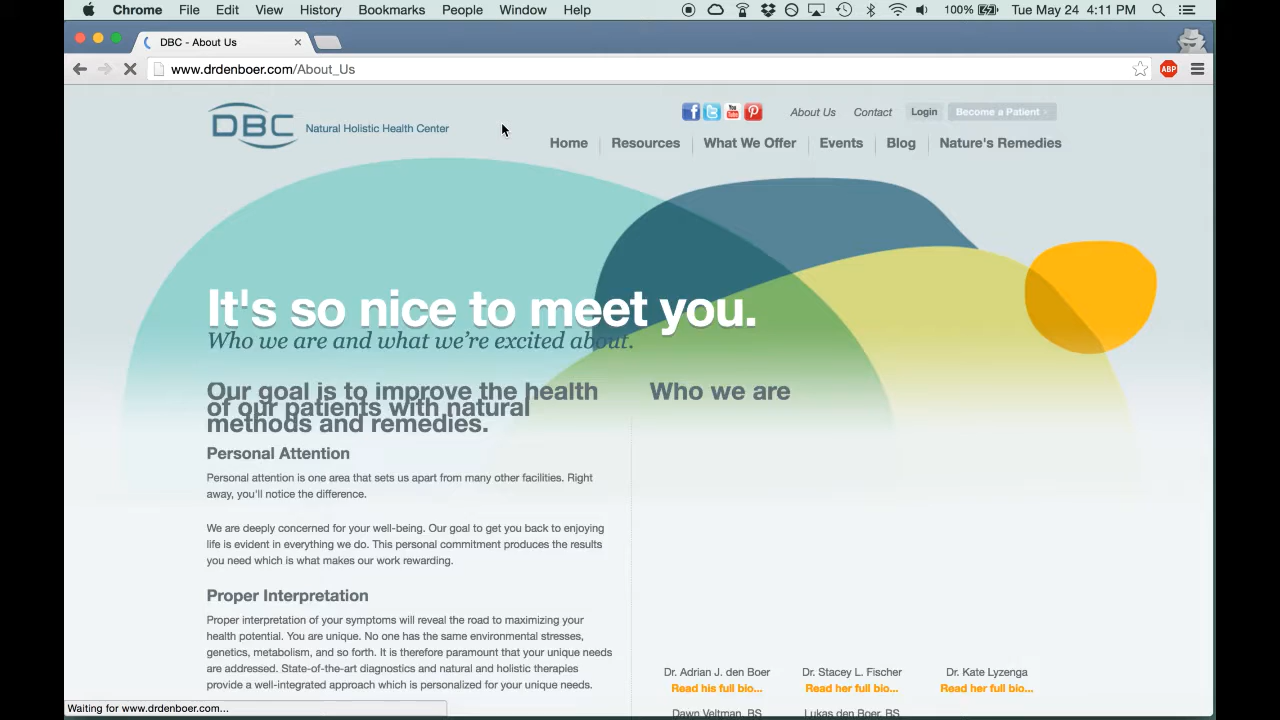 Chrome File Edit View History Bookmarks People Window Help 100% Tue May 24 4:11 PM
DBC - About Us
www.drdenboer.com/About_Us ABP
DBC Natural Holistic Health Center
You Tube About Us Contact Login Become a Patient
Home Resources What We Offer Events Blog Nature's Remedies
It's so nice to meet you.
Who we are and what we're excited about.
Our goal is to improve the health
of our patients with natural
methods and remedies.
Who we are
Personal Attention
Personal attention is one area that sets us apart from many other facilities. Right
away, you'll notice the difference.
We are deeply concerned for your well-being. Our goal to get you back to enjoying
life is evident in everything we do. This personal commitment produces the results
you need which is what makes our work rewarding.
Proper Interpretation
Proper interpretation of your symptoms will reveal the road to maximizing your
health potential. You are unique. No one has the same environmental stresses,
genetics, metabolism, and so forth. It is therefore paramount that your unique needs
are addressed. State-of-the-art diagnostics and natural and holistic therapies
provide a well-integrated approach which is personalized for your unique needs.
Dr. Adrian J. den Boer Dr. Stacey L. Fischer Dr. Kate Lyzenga
Read his full bio... Read her full bio... Read her full bio...
Dawn Veltman, BS Lukas den Boer, BS
Waiting for www.drdenboer.com...